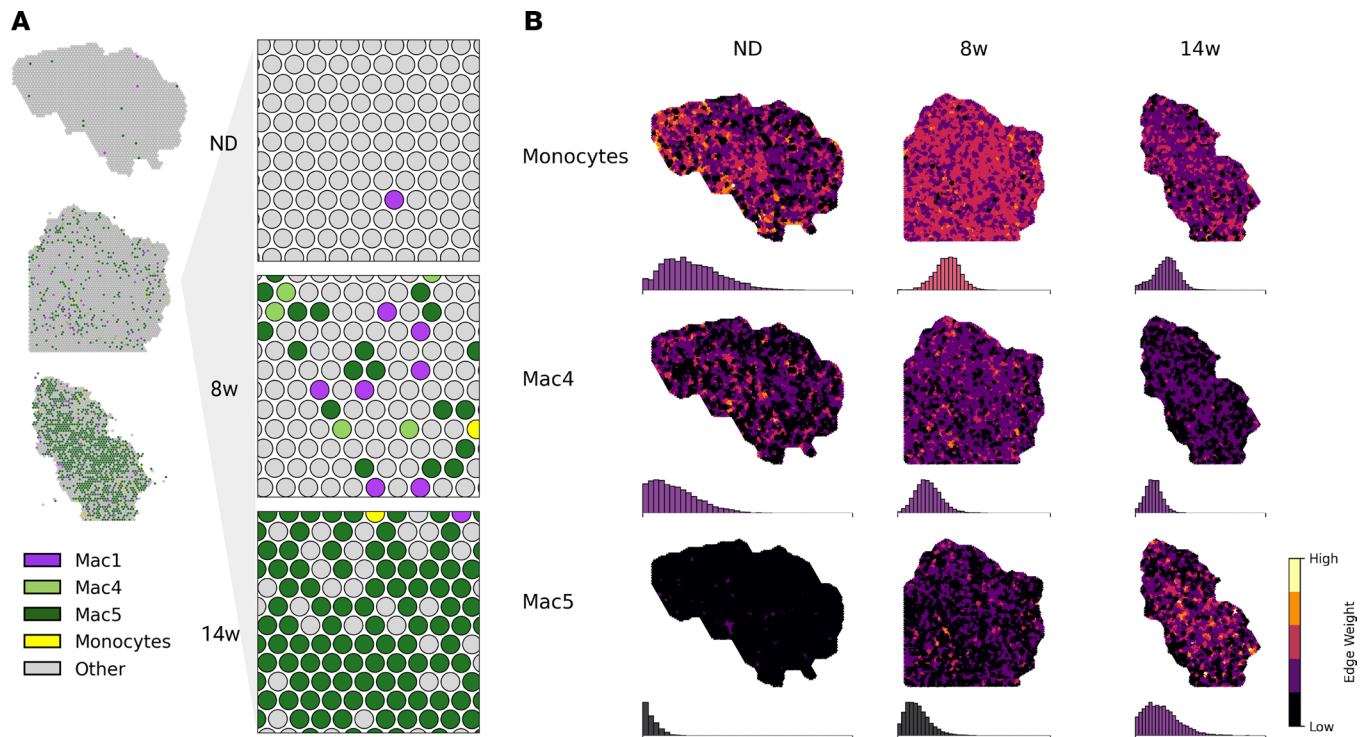 A
B
ND
8w
14w
ND
8w
14w
Mac1
Mac4
Mac5
Monocytes
Other
Monocytes
Mac4
Mac5
High
Edge Weight
Low